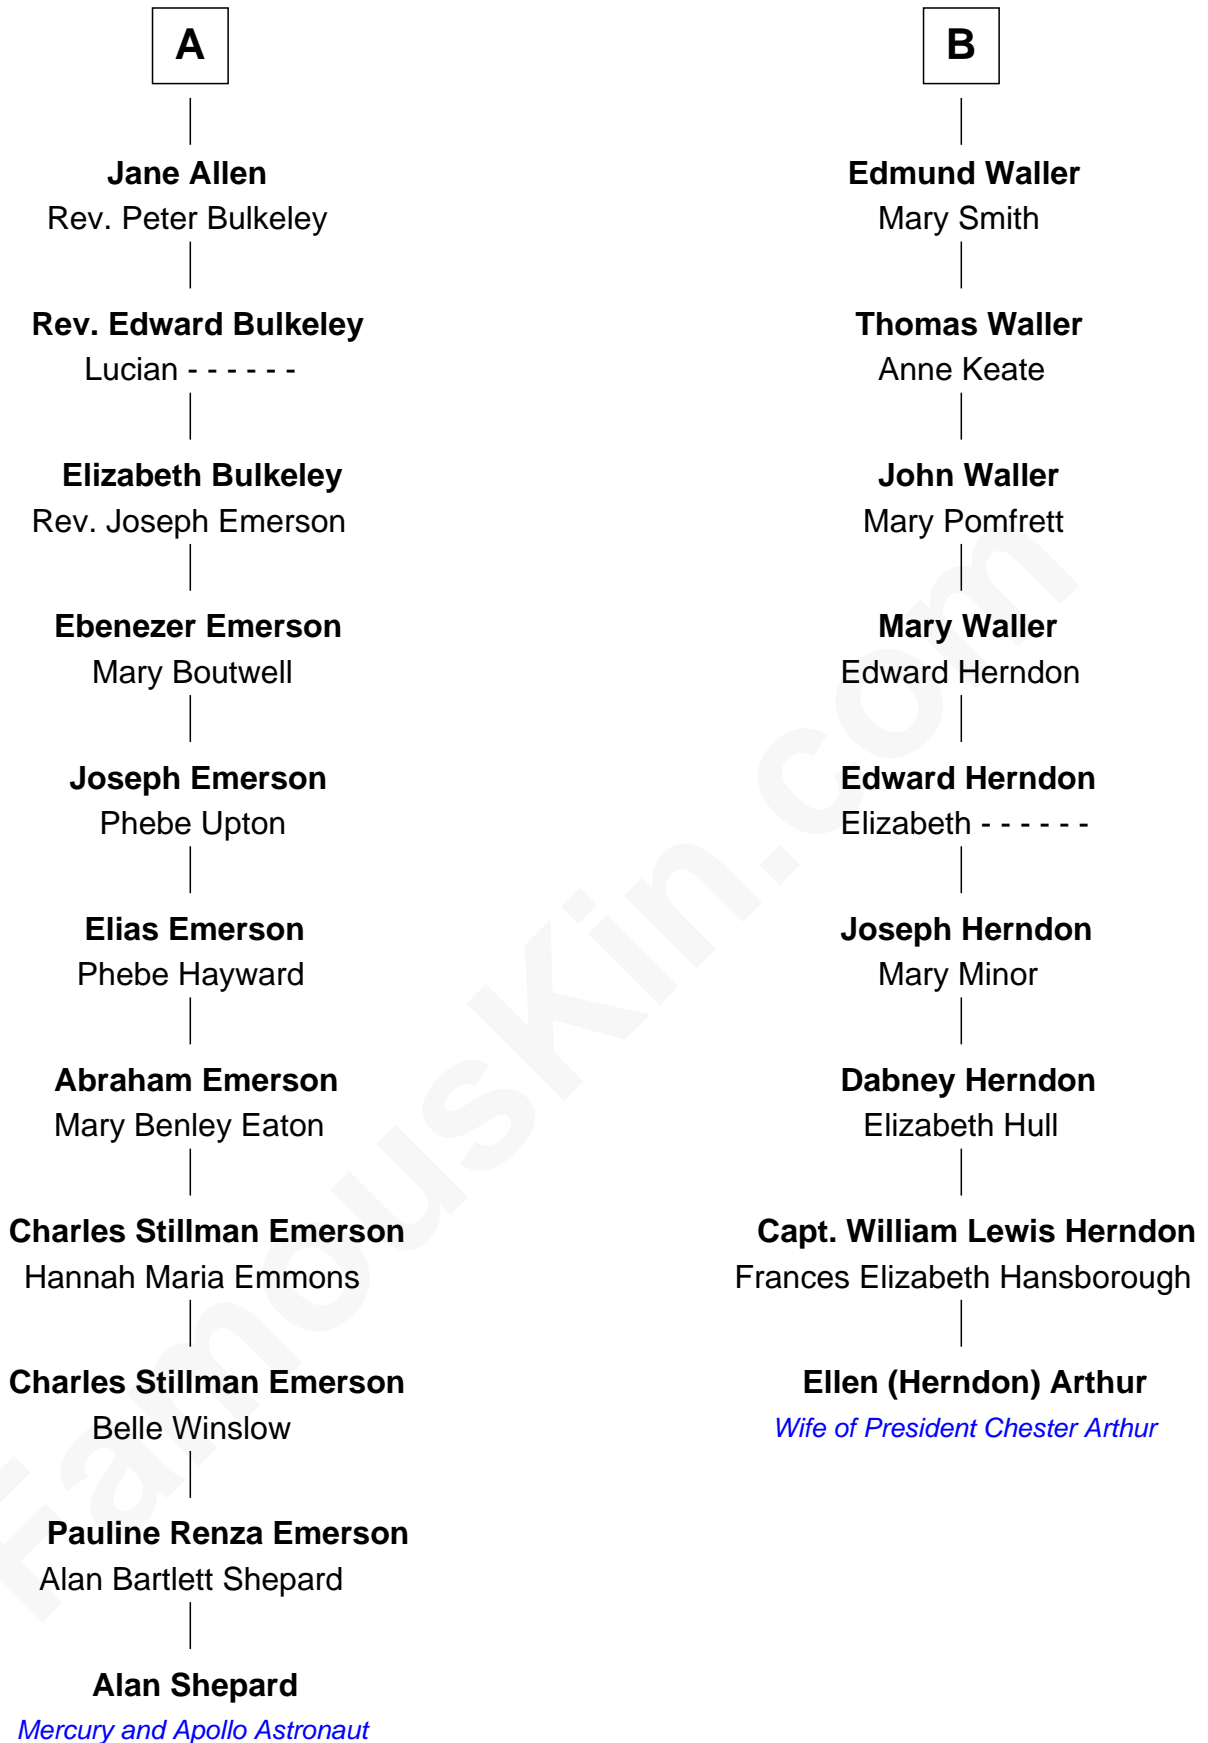 A
Jane Allen
Rev. Peter Bulkeley
Rev. Edward Bulkeley
Lucian - - - - - -
Elizabeth Bulkeley
Rev. Joseph Emerson
Ebenezer Emerson
Mary Boutwell
Joseph Emerson
Phebe Upton
Elias Emerson
Phebe Hayward
Abraham Emerson
Mary Benley Eaton
Charles Stillman Emerson
Hannah Maria Emmons
Charles Stillman Emerson
Belle Winslow
Pauline Renza Emerson
Alan Bartlett Shepard
Alan Shepard
Mercury and Apollo Astronaut
B
Edmund Waller
Mary Smith
Thomas Waller
Anne Keate
John Waller
Mary Pomfrett
Mary Waller
Edward Herndon
Edward Herndon
Elizabeth - - - - - -
Joseph Herndon
Mary Minor
Dabney Herndon
Elizabeth Hull
Capt. William Lewis Herndon
Frances Elizabeth Hansborough
Ellen (Herndon) Arthur
Wife of President Chester Arthur
FamousKin.com